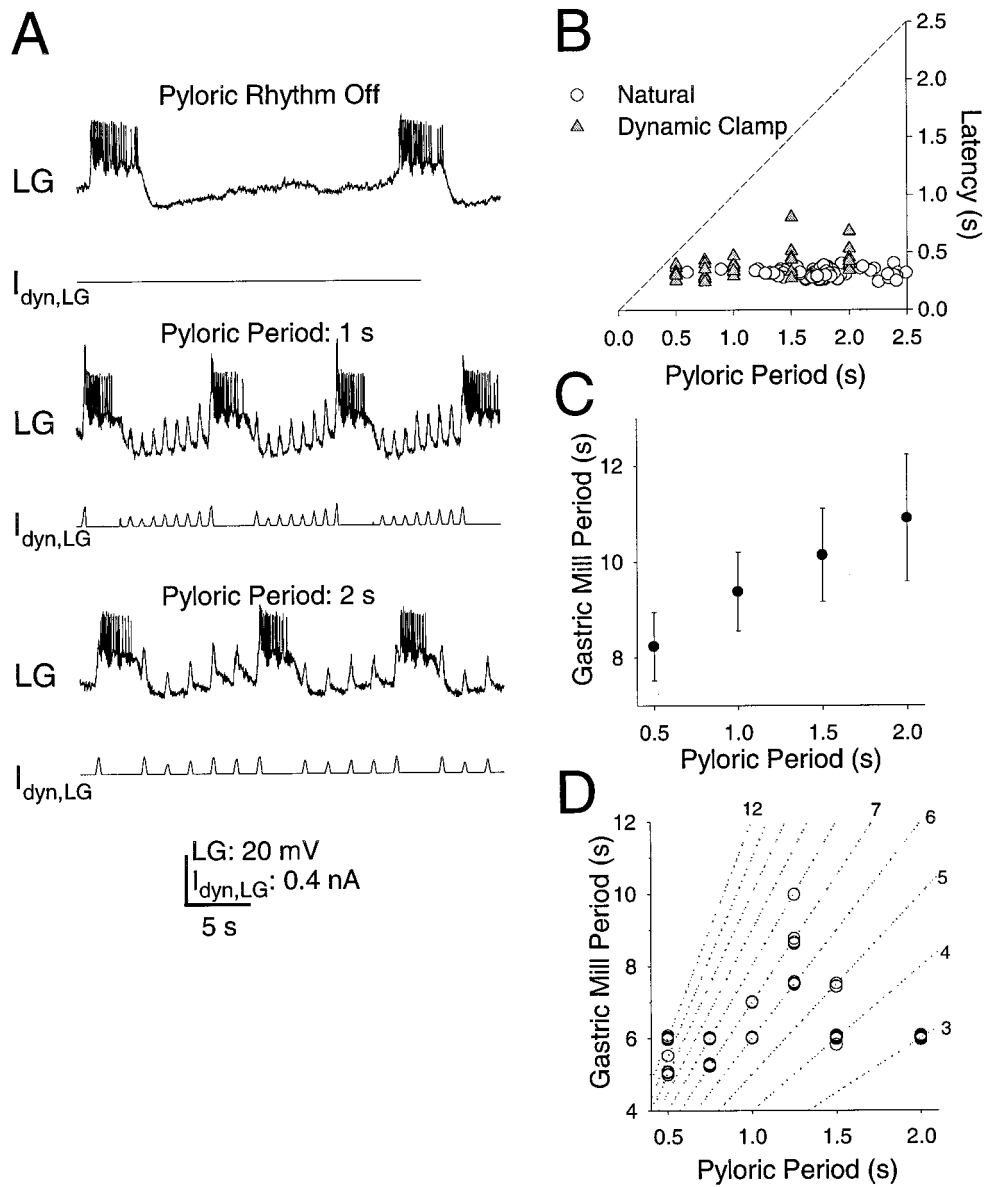 A
Pyloric Rhythm Off
LG
I dyn,LG
Pyloric Period: 1 s
LG
I dyn,LG
Pyloric Period: 2 s
LG
I dyn,LG
LG: 20 mV
I dyn,LG: 0.4 nA
5 s
B
Natural
Dynamic Clamp
2.5
2.0
1.5
1.0
0.5
0.0
Latency (s)
0.0 0.5 1.0 1.5 2.0 2.5
Pyloric Period (s)
C
Gastric Mill Period (s)
12
10
8
0.5 1.0 1.5 2.0
Pyloric Period (s)
D
Gastric Mill Period (s)
12
10
8
6
4
12 7 6
5
4
3
0.5 1.0 1.5 2.0
Pyloric Period (s)